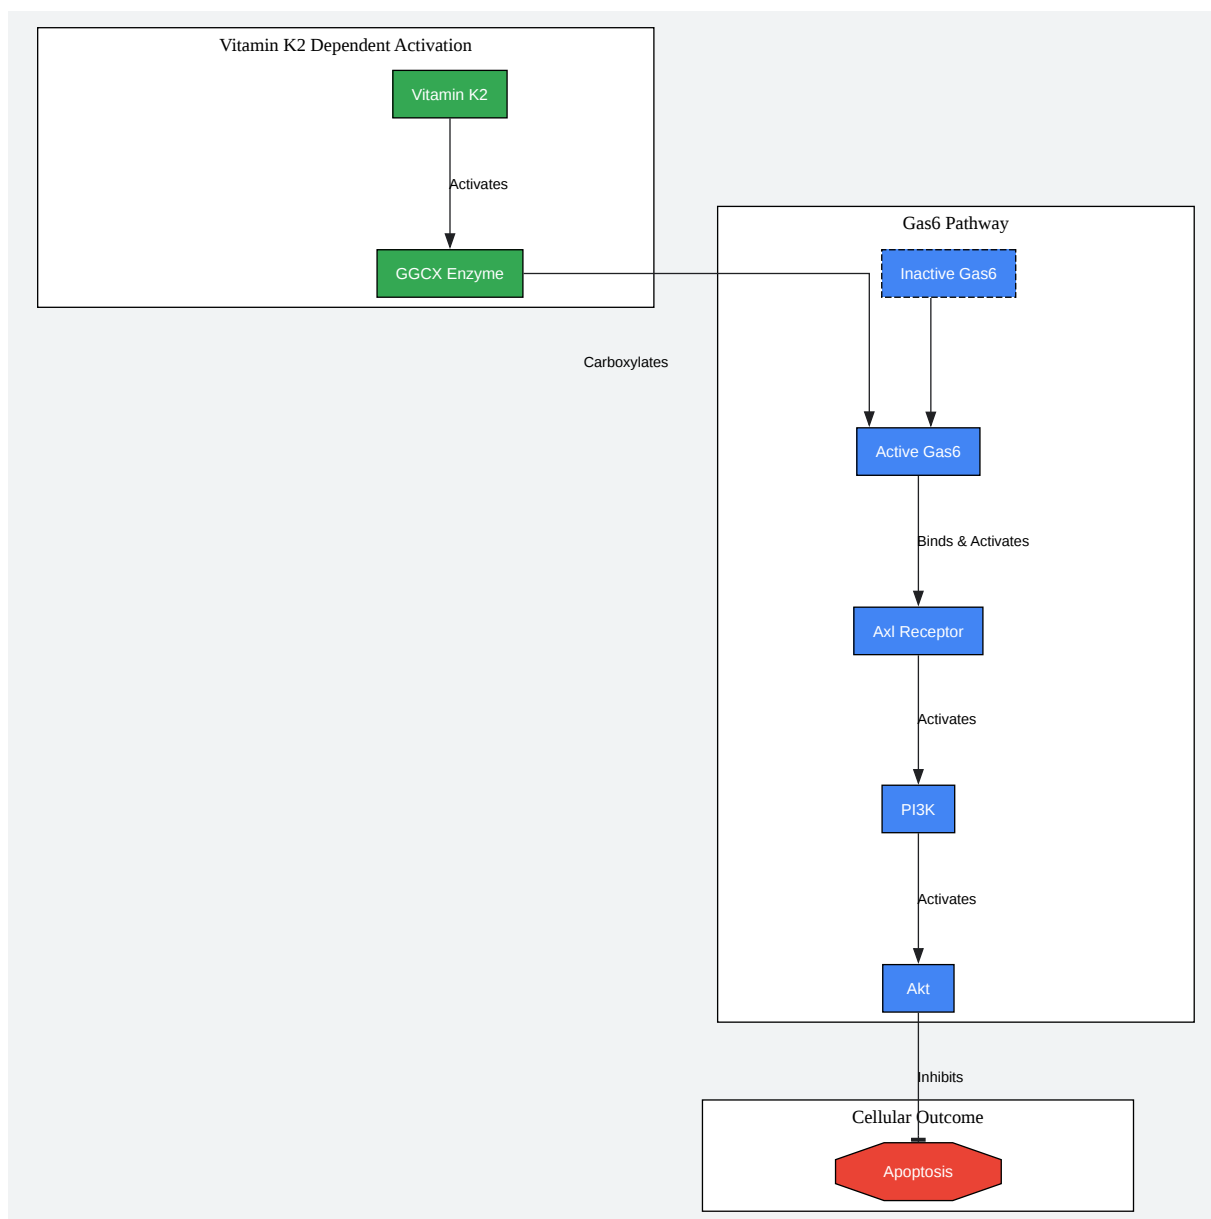 Vitamin K2 Dependent Activation
Vitamin K2
Activates
GGCX Enzyme
Carboxylates
Gas6 Pathway
Inactive Gas6
Active Gas6
Binds & Activates
Axl Receptor
Activates
PI3K
Activates
Akt
Inhibits
Cellular Outcome
Apoptosis